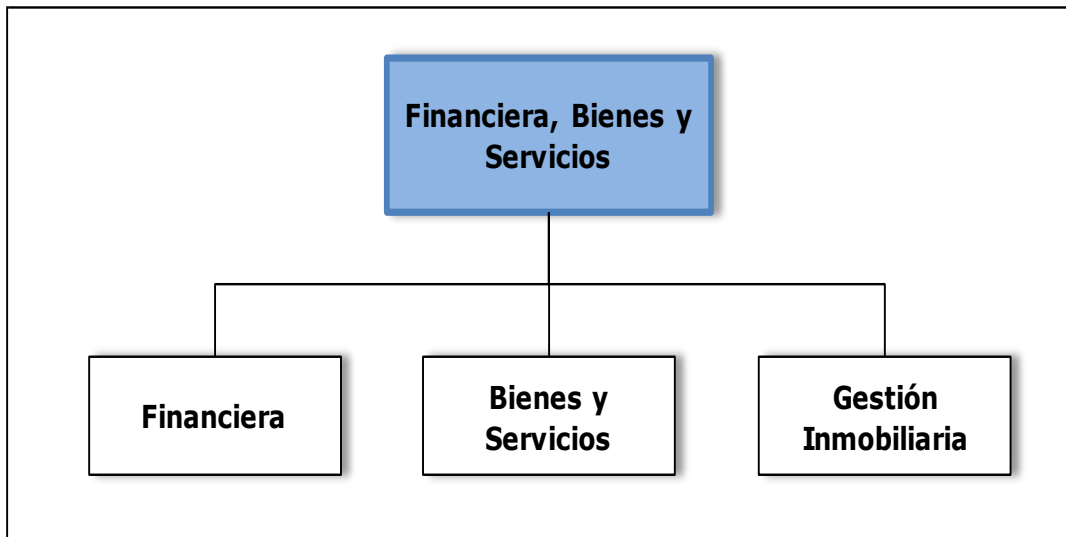 Financiera, Bienes y
Servicios
Financiera
Bienes y
Servicios
Gestión
Inmobiliaria